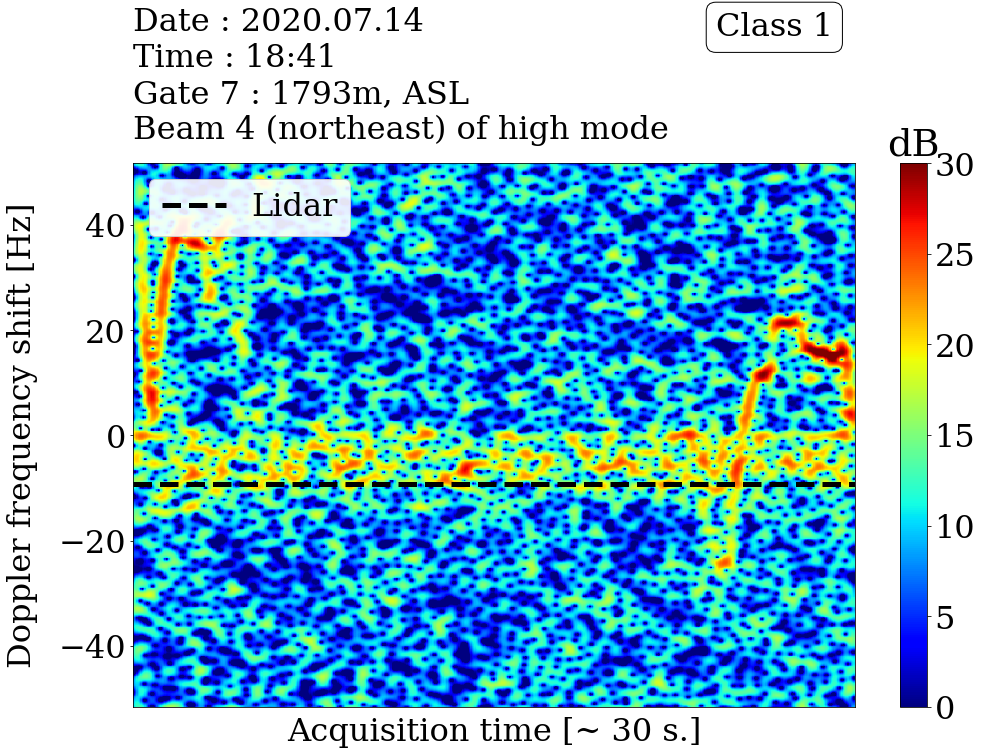 Date : 2020.07.14
Time : 18:41
Gate 7 : 1793m, ASL
Beam 4 (northeast) of high mode
Class 1
dB
Lidar
Doppler frequency shift [Hz]
40
20
0
−20
−40
30
25
20
15
10
5
0
Acquisition time [~ 30 s.]